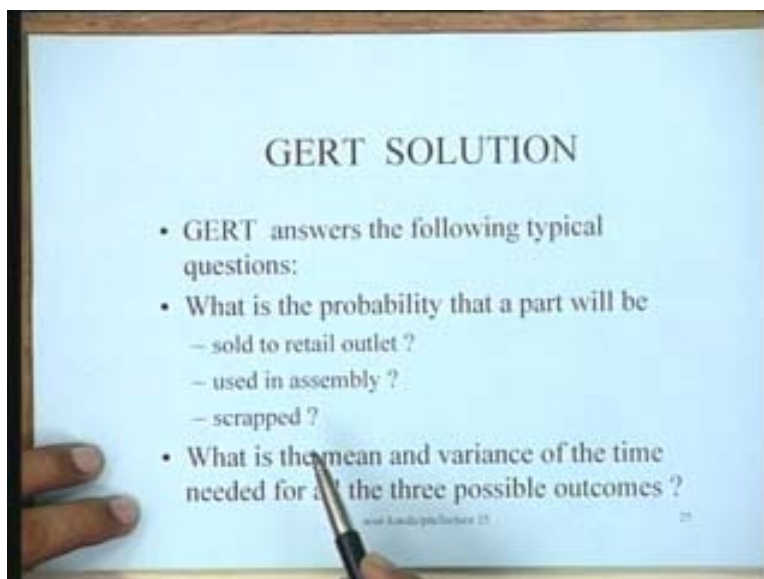 GERT SOLUTION
• GERT answers the following typical
questions:
• What is the probability that a part will be
– sold to retail outlet ?
– used in assembly ?
– scrapped ?
• What is the mean and variance of the time
needed for all the three possible outcomes ?
25